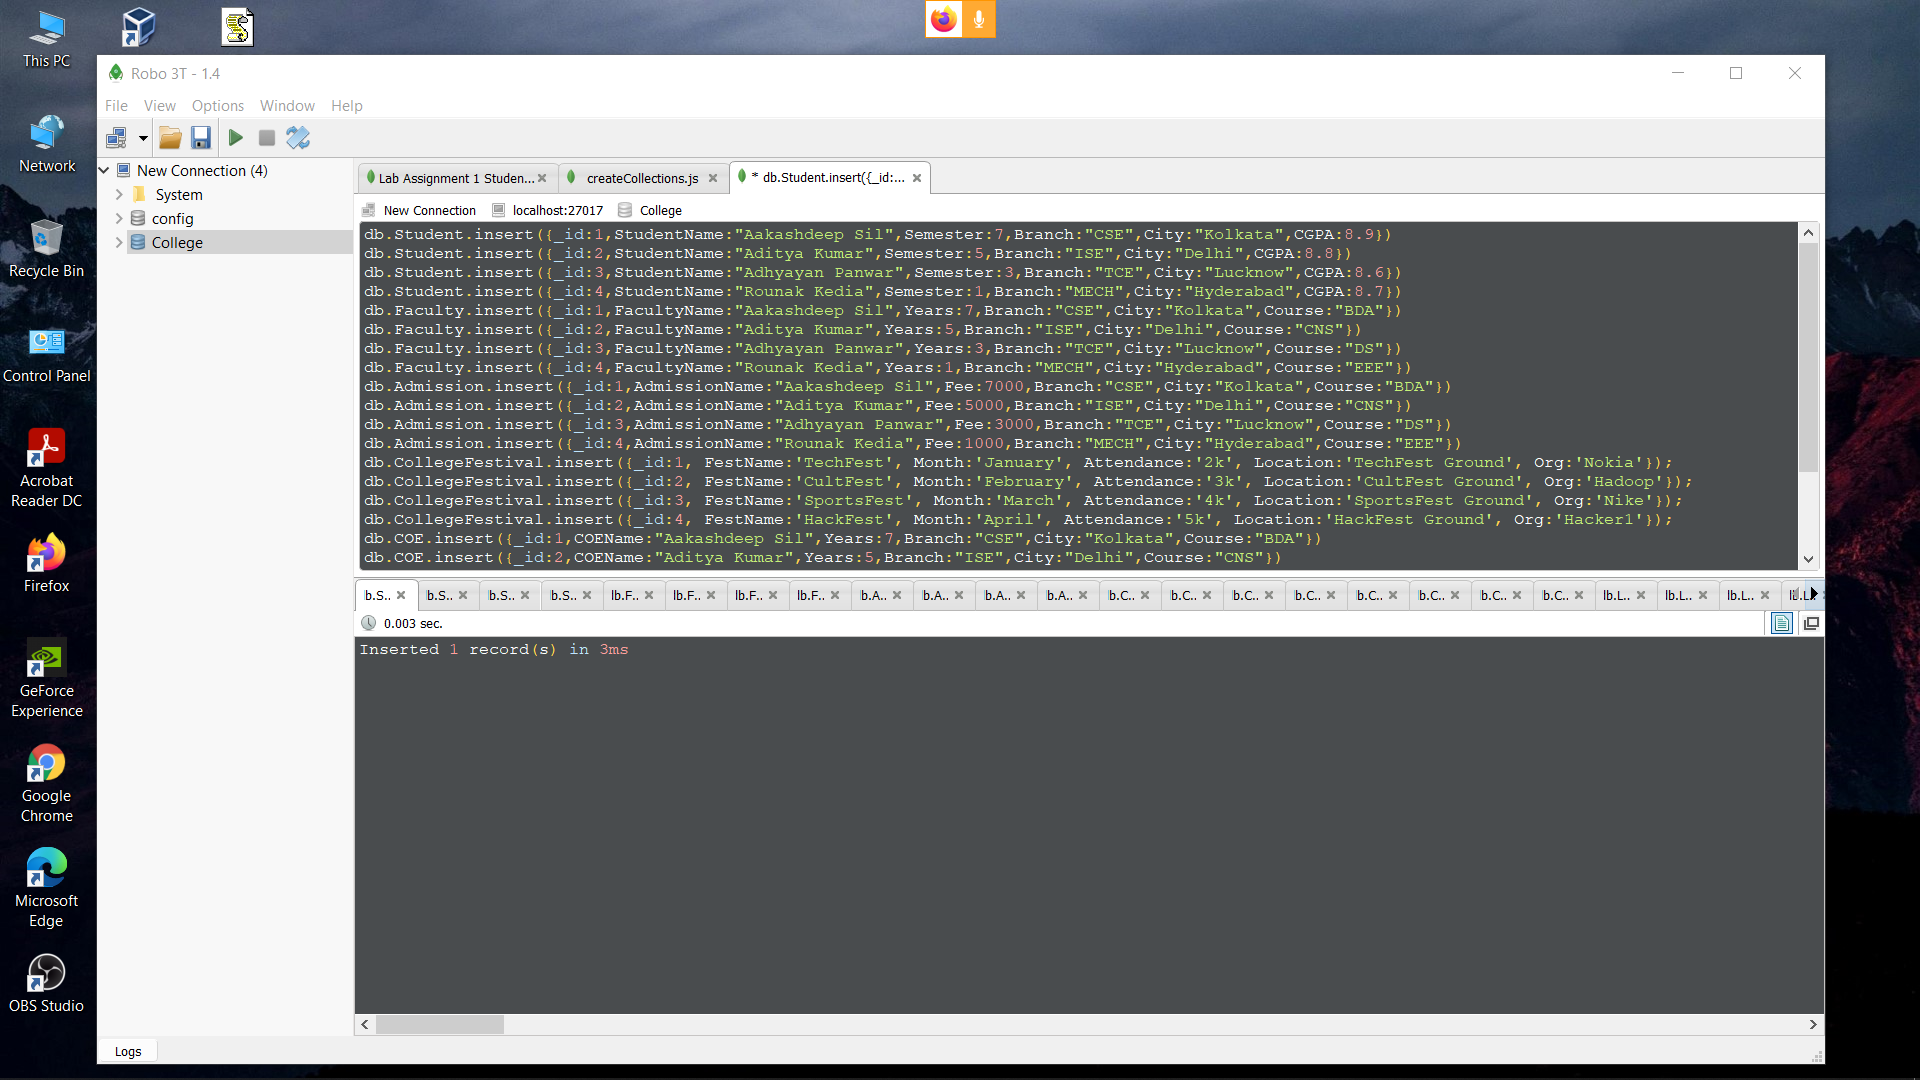 This PC
Network
Recycle Bin
Control Panel
Acrobat
Reader DC
Firefox
GeForce
Experience
Google
Chrome
Microsoft
Edge
OBS Studio
Robo 3T - 1.4
File View Options Window Help
New Connection (4)
System
config
College
Lab Assignment 1 Studen...
createCollections.js
* db.Student.insert({_id:...
New Connection localhost:27017 College
db.Student.insert({_id:1,StudentName:"Aakashdeep Sil",Semester:7,Branch:"CSE",City:"Kolkata",CGPA:8.9})
db.Student.insert({_id:2,StudentName:"Aditya Kumar",Semester:5,Branch:"ISE",City:"Delhi",CGPA:8.8})
db.Student.insert({_id:3,StudentName:"Adhyayan Panwar",Semester:3,Branch:"TCE",City:"Lucknow",CGPA:8.6})
db.Student.insert({_id:4,StudentName:"Rounak Kedia",Semester:1,Branch:"MECH",City:"Hyderabad",CGPA:8.7})
db.Faculty.insert({_id:1,FacultyName:"Aakashdeep Sil",Years:7,Branch:"CSE",City:"Kolkata",Course:"BDA"})
db.Faculty.insert({_id:2,FacultyName:"Aditya Kumar",Years:5,Branch:"ISE",City:"Delhi",Course:"CNS"})
db.Faculty.insert({_id:3,FacultyName:"Adhyayan Panwar",Years:3,Branch:"TCE",City:"Lucknow",Course:"DS"})
db.Faculty.insert({_id:4,FacultyName:"Rounak Kedia",Years:1,Branch:"MECH",City:"Hyderabad",Course:"EEE"})
db.Admission.insert({_id:1,AdmissionName:"Aakashdeep Sil",Fee:7000,Branch:"CSE",City:"Kolkata",Course:"BDA"})
db.Admission.insert({_id:2,AdmissionName:"Aditya Kumar",Fee:5000,Branch:"ISE",City:"Delhi",Course:"CNS"})
db.Admission.insert({_id:3,AdmissionName:"Adhyayan Panwar",Fee:3000,Branch:"TCE",City:"Lucknow",Course:"DS"})
db.Admission.insert({_id:4,AdmissionName:"Rounak Kedia",Fee:1000,Branch:"MECH",City:"Hyderabad",Course:"EEE"})
db.CollegeFestival.insert({_id:1, FestName:'TechFest', Month:'January', Attendance:'2k', Location:'TechFest Ground', Org:'Nokia'});
db.CollegeFestival.insert({_id:2, FestName:'CultFest', Month:'February', Attendance:'3k', Location:'CultFest Ground', Org:'Hadoop'});
db.CollegeFestival.insert({_id:3, FestName:'SportsFest', Month:'March', Attendance:'4k', Location:'SportsFest Ground', Org:'Nike'});
db.CollegeFestival.insert({_id:4, FestName:'HackFest', Month:'April', Attendance:'5k', Location:'HackFest Ground', Org:'Hacker1'});
db.COE.insert({_id:1,COEName:"Aakashdeep Sil",Years:7,Branch:"CSE",City:"Kolkata",Course:"BDA"})
db.COE.insert({_id:2,COEName:"Aditya Kumar",Years:5,Branch:"ISE",City:"Delhi",Course:"CNS"})
b.S.. b.S.. b.S.. b.S.. lb.F.. lb.F.. lb.F.. lb.F.. b.A.. b.A.. b.A.. b.A.. b.C.. b.C.. b.C.. b.C.. b.C.. b.C.. b.C.. b.C.. lb.L.. lb.L.. lb.L..
0.003 sec.
Inserted 1 record(s) in 3ms
Logs